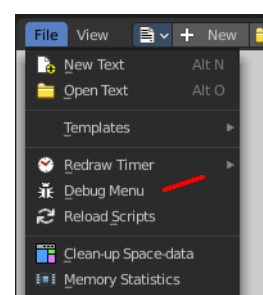 File View New
New Text Alt N
Open Text Alt O
Templates
Redraw Timer
Debug Menu
Reload Scripts
Clean-up Space-data
Memory Statistics